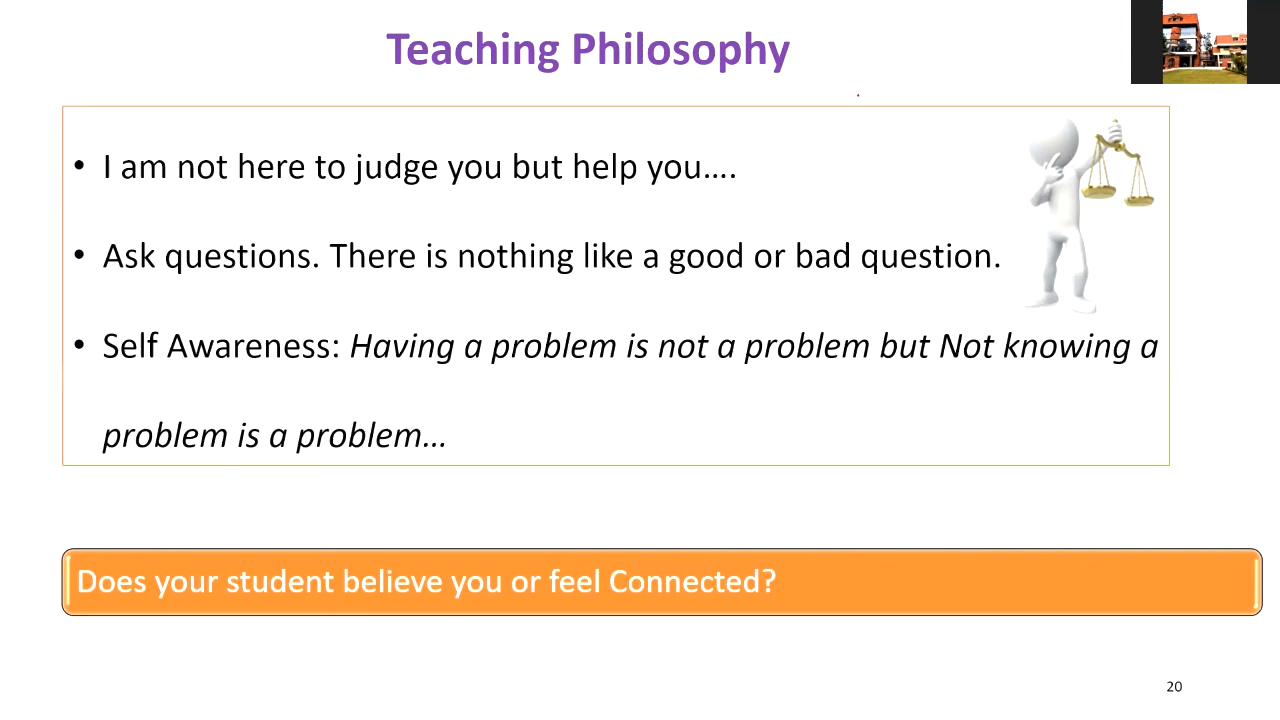 Teaching Philosophy
• I am not here to judge you but help you....
• Ask questions. There is nothing like a good or bad question.
• Self Awareness: Having a problem is not a problem but Not knowing a
problem is a problem...
Does your student believe you or feel Connected?
20